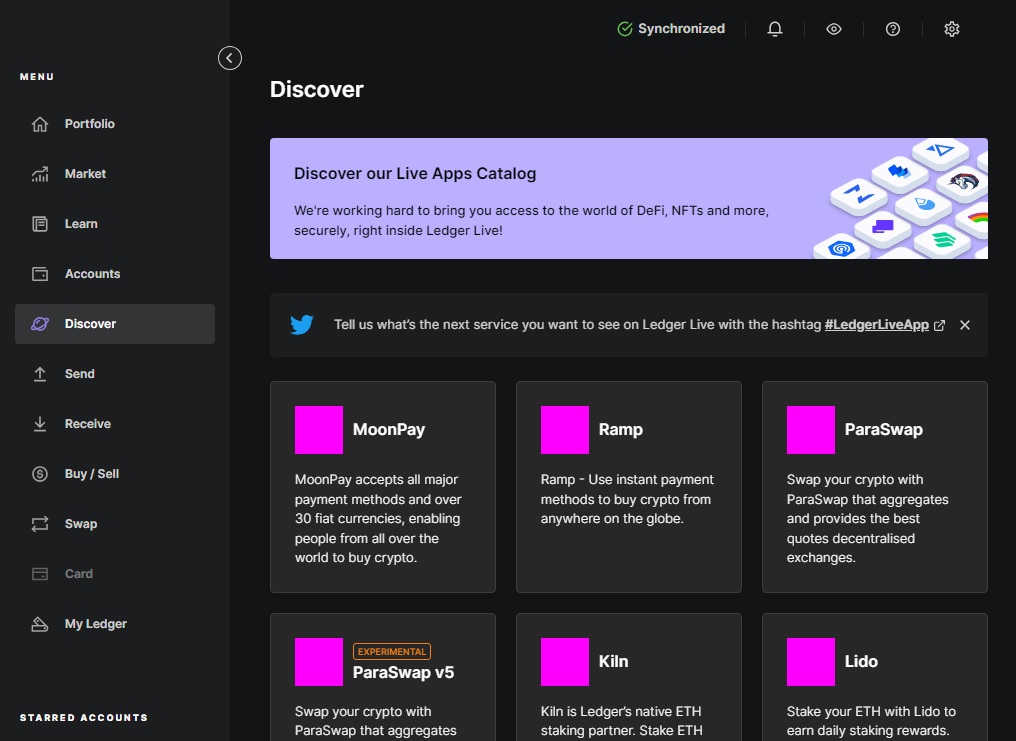 Synchronized
MENU
Portfolio
Market
Learn
Accounts
Discover
Send
Receive
Buy / Sell
Swap
Card
My Ledger
STARRED ACCOUNTS
Discover
Discover our Live Apps Catalog
We're working hard to bring you access to the world of DeFi, NFTs and more,
securely, right inside Ledger Live!
Tell us what's the next service you want to see on Ledger Live with the hashtag #LedgerLiveApp
MoonPay
MoonPay accepts all major
payment methods and over
30 fiat currencies, enabling
people from all over the
world to buy crypto.
Ramp
Ramp - Use instant payment
methods to buy crypto from
anywhere on the globe.
ParaSwap
Swap your crypto with
ParaSwap that aggregates
and provides the best
quotes decentralised
exchanges.
EXPERIMENTAL
ParaSwap v5
Swap your crypto with
ParaSwap that aggregates
Kiln
Kiln is Ledger's native ETH
staking partner. Stake ETH
Lido
Stake your ETH with Lido to
earn daily staking rewards.